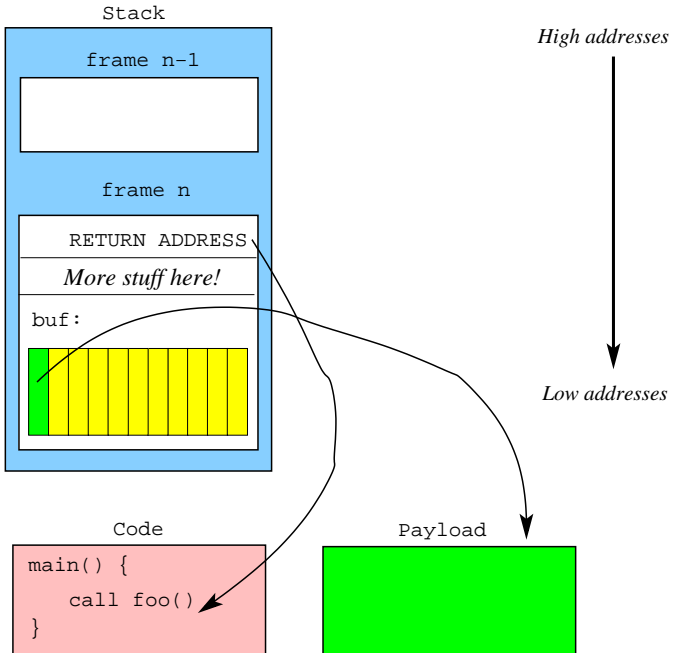 Stack
High addresses
frame n-1
frame n
RETURN ADDRESS
More stuff here!
buf:
Low addresses
Code
Payload
main() {
call foo()
}